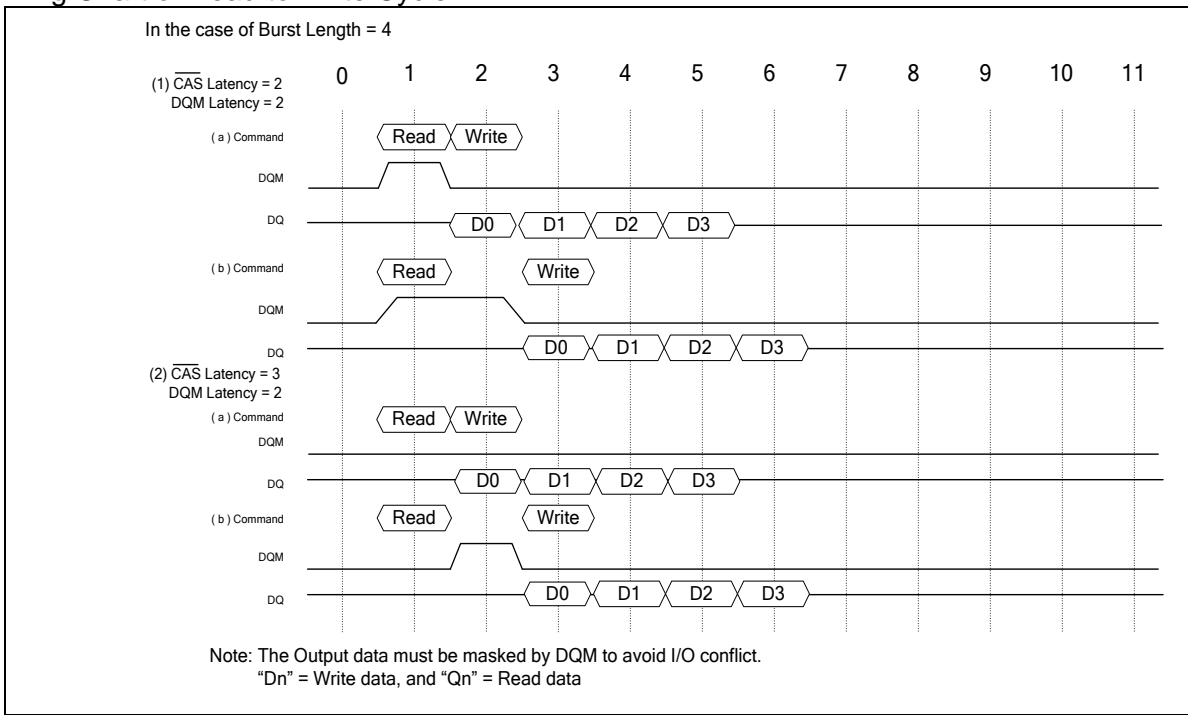 In the case of Burst Length = 4
0 1 2 3 4 5 6 7 8 9 10 11
(1) CAS Latency = 2
DQM Latency = 2
( a ) Command Read Write
DQM
DQ D0 D1 D2 D3
( b ) Command Read Write
DQM
DQ D0 D1 D2 D3
(2) CAS Latency = 3
DQM Latency = 2
( a ) Command Read Write
DQM
DQ D0 D1 D2 D3
( b ) Command Read Write
DQM
DQ D0 D1 D2 D3
Note: The Output data must be masked by DQM to avoid I/O conflict.
“Dn” = Write data, and “Qn” = Read data